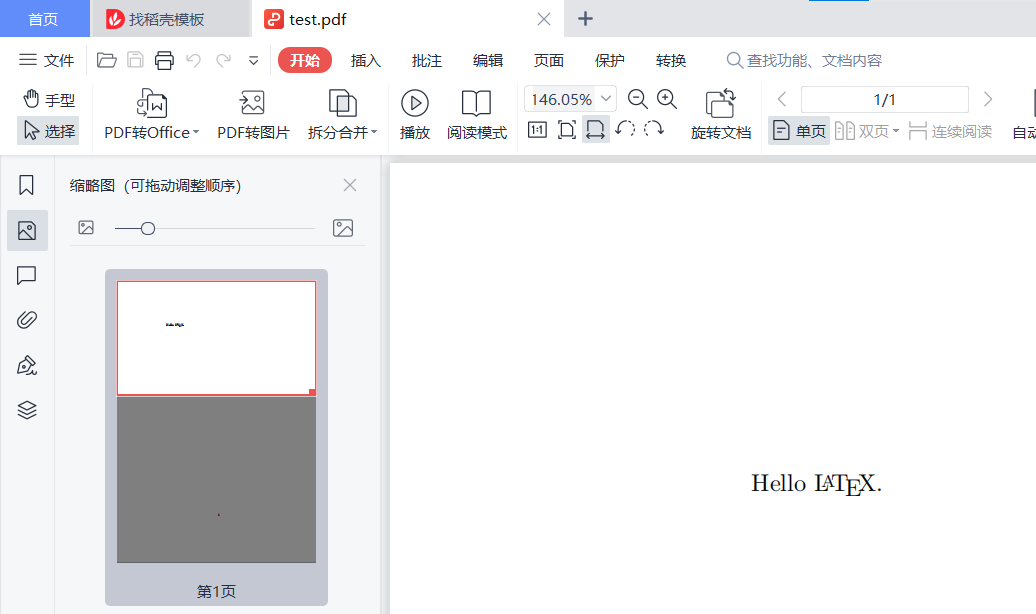 首页 找稻壳模板 test.pdf
文件 开始 插入 批注 编辑 页面 保护 转换 查找功能、文档内容
手型 146.05% 1/1
选择 PDF转Office PDF转图片 拆分合并 播放 阅读模式 1:1 旋转文档 单页 双页 连续阅读 自动
缩略图 (可拖动调整顺序)
Hello LATEX.
第1页